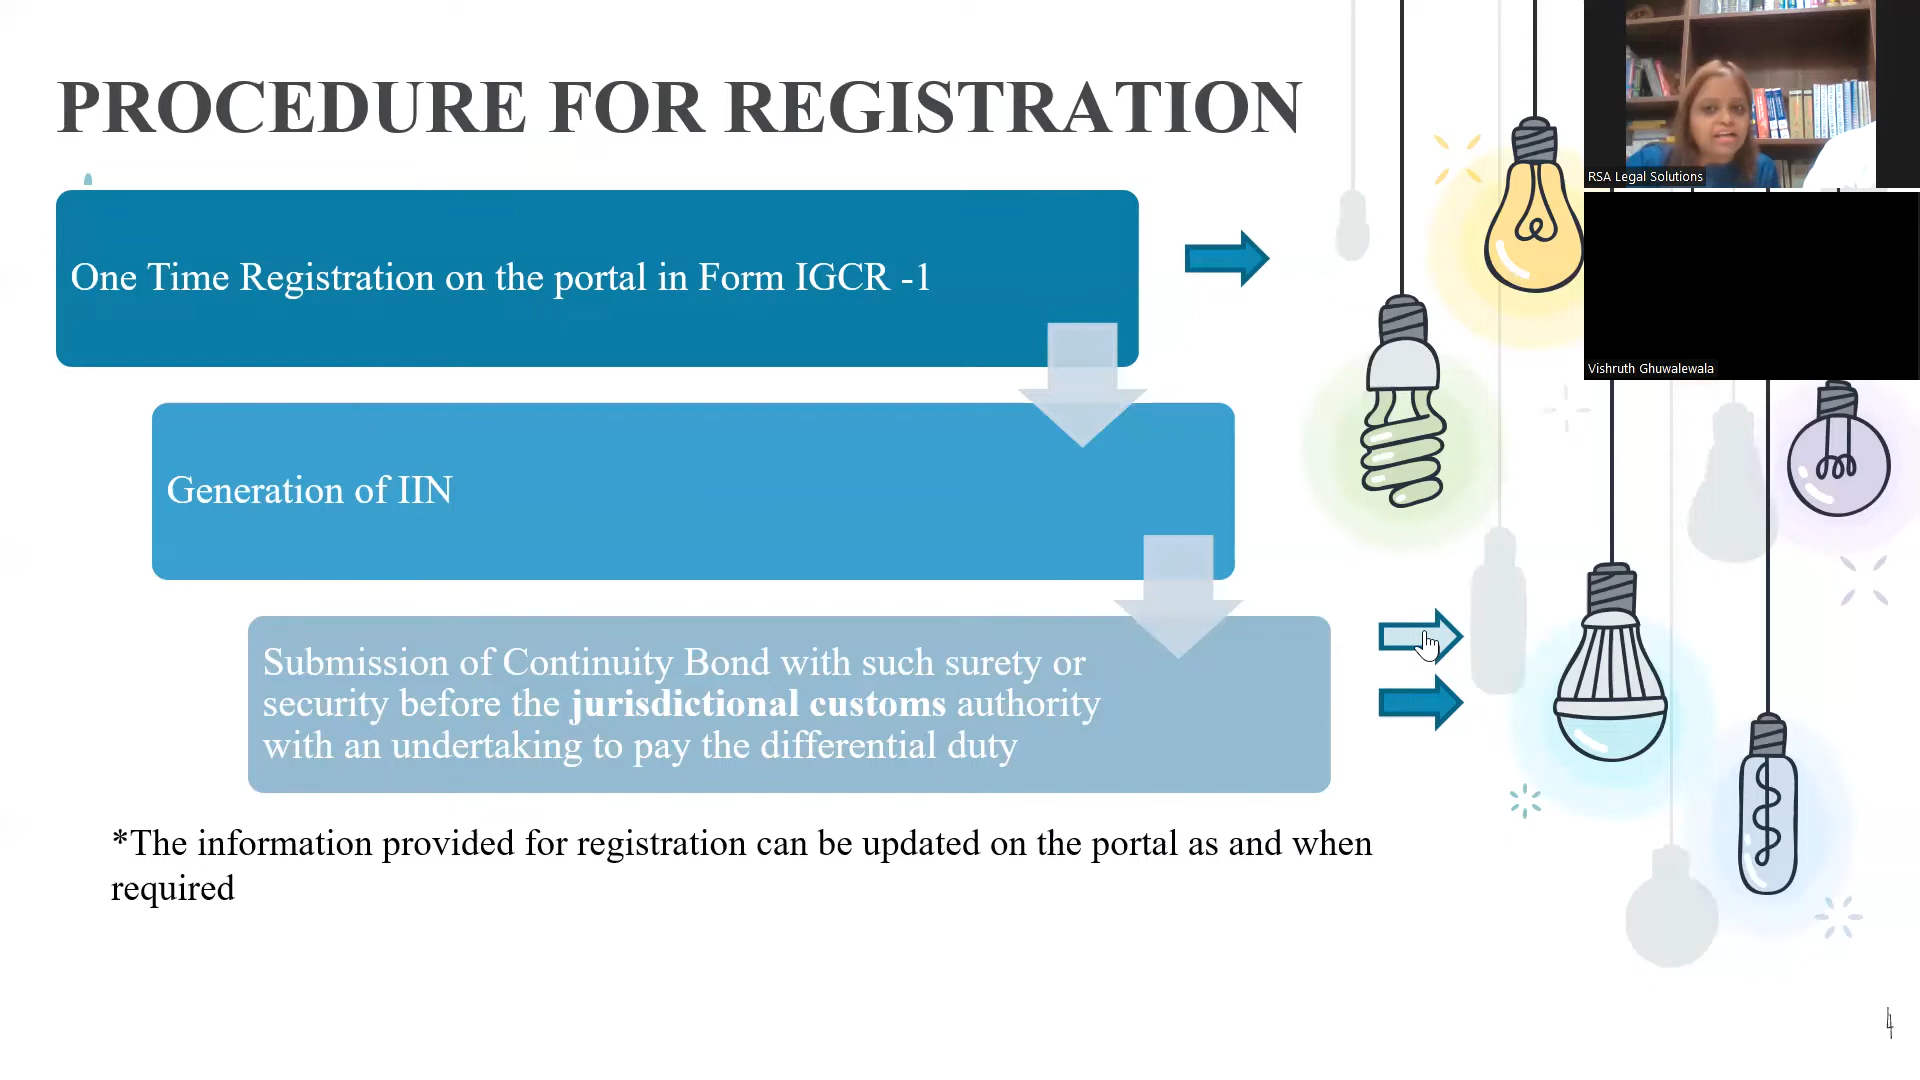 PROCEDURE FOR REGISTRATION
One Time Registration on the portal in Form IGCR -1
Generation of IIN
Submission of Continuity Bond with such surety or
security before the jurisdictional customs authority
with an undertaking to pay the differential duty
*The information provided for registration can be updated on the portal as and when
required
RSA Legal Solutions
Vishruth Ghuwalewala
4